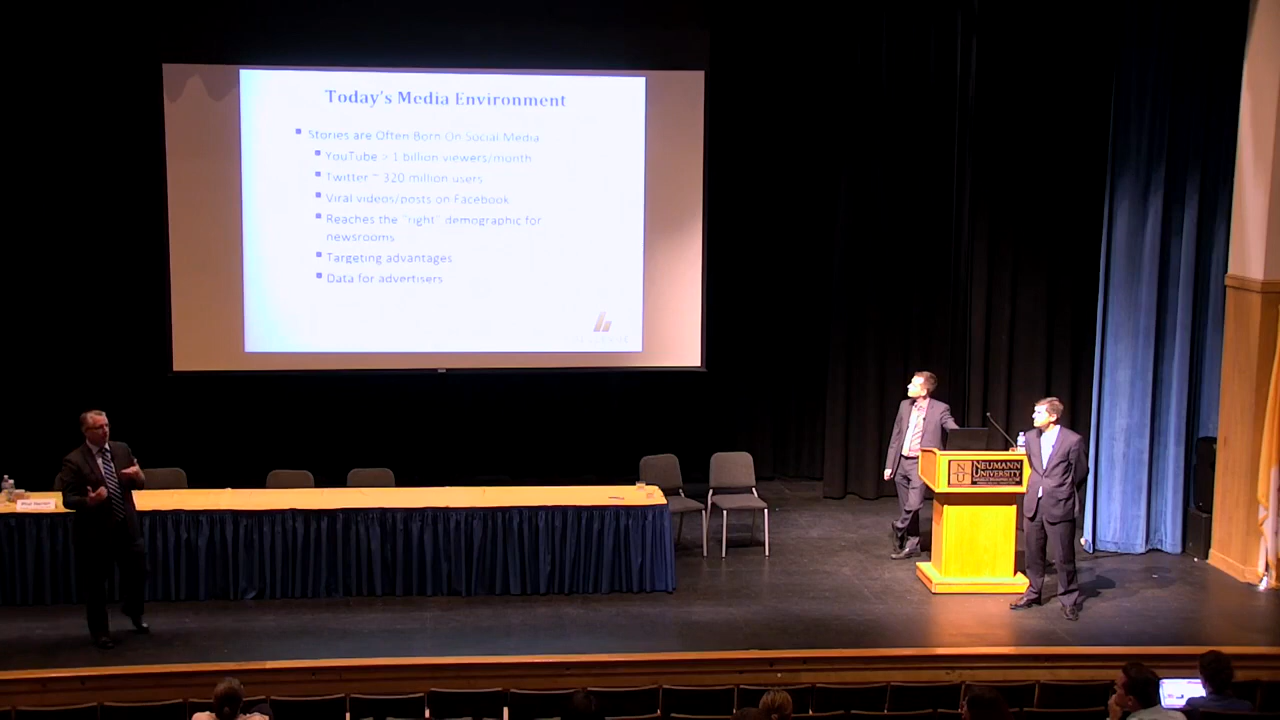 Today's Media Environment
Stories are Often Born On Social Media
YouTube > 1 billion viewers/month
Twitter ~ 320 million users
Viral videos/posts on Facebook
Reaches the "right" demographic for
newsrooms
Targeting advantages
Data for advertisers
N
U
NEUMANN
UNIVERSITY